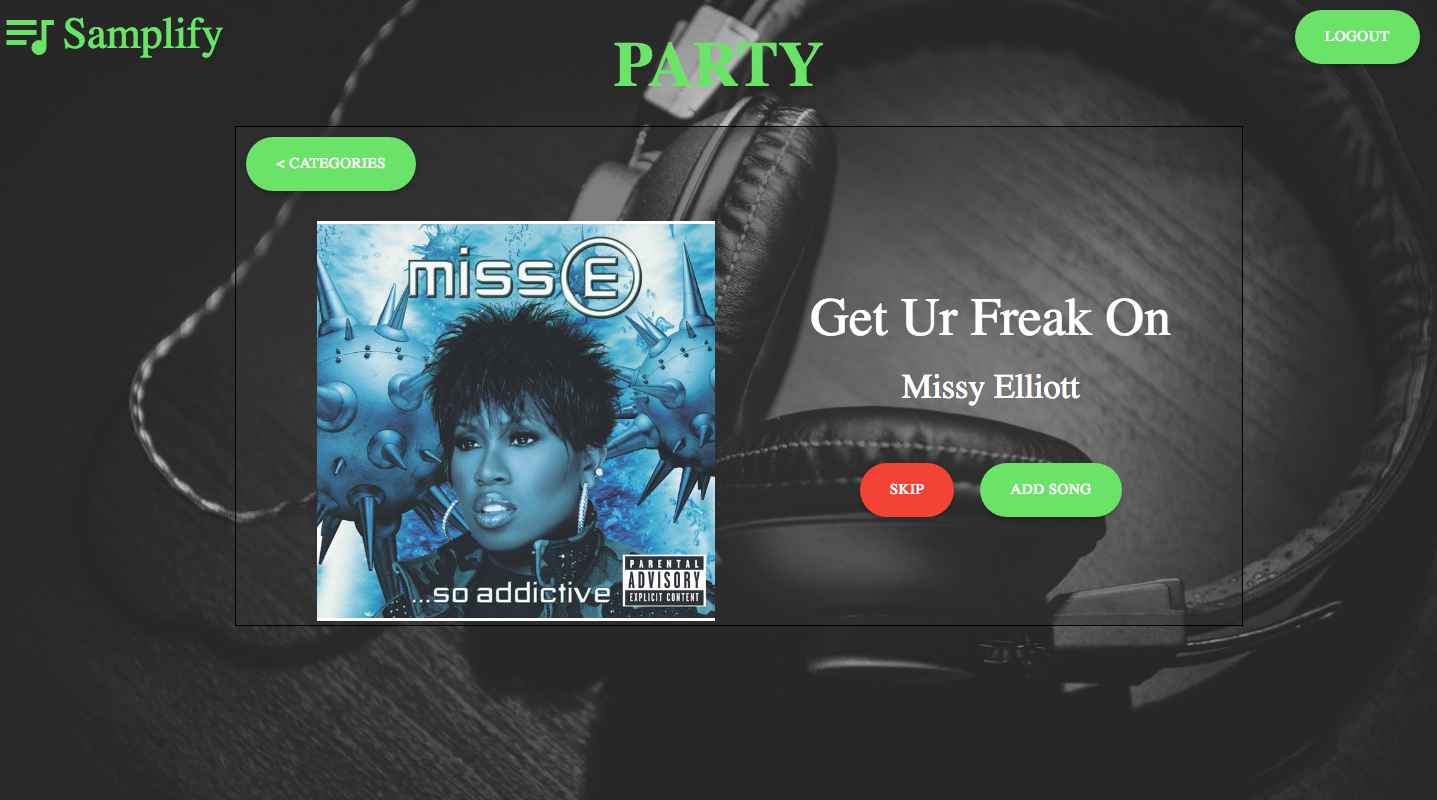 Samplify
PARTY
LOGOUT
< CATEGORIES
missE
...so addictive
PARENTAL
ADVISORY
EXPLICIT CONTENT
Get Ur Freak On
Missy Elliott
SKIP
ADD SONG